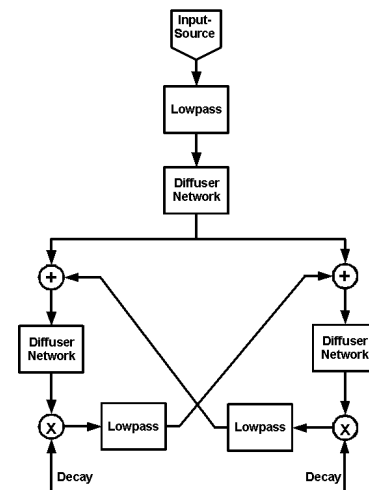 Input-
Source
Lowpass
Diffuser
Network
+
+
Diffuser
Network
Diffuser
Network
X
Lowpass
Lowpass
X
Decay
Decay